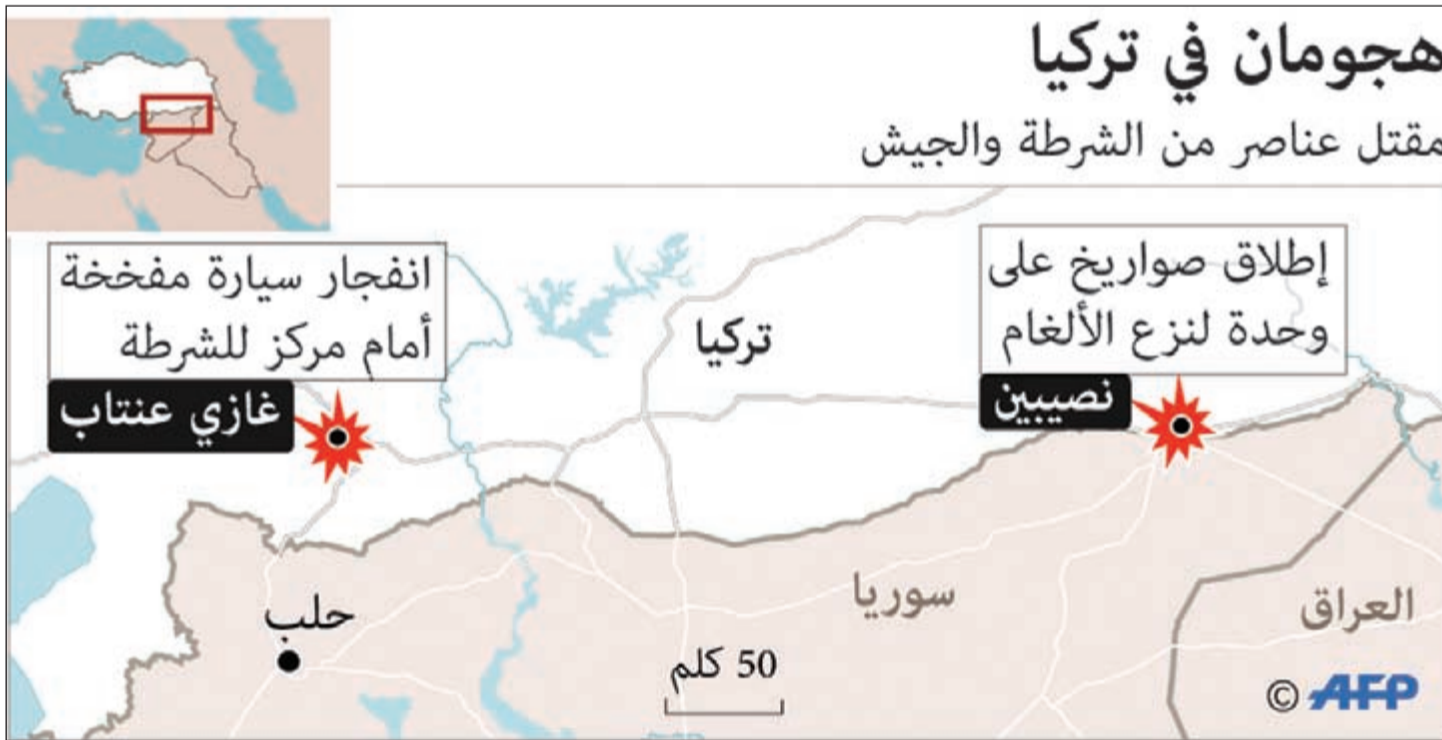 هجومان في تركيا
مقتل عناصر من الشرطة والجيش
إطلاق صواريخ على
وحدة لنزع الألغام
نصيبين
انفجار سيارة مفخخة
أمام مركز للشرطة
غازي عنتاب
تركيا
سوريا
العراق
حلب
50 كلم
© AFP